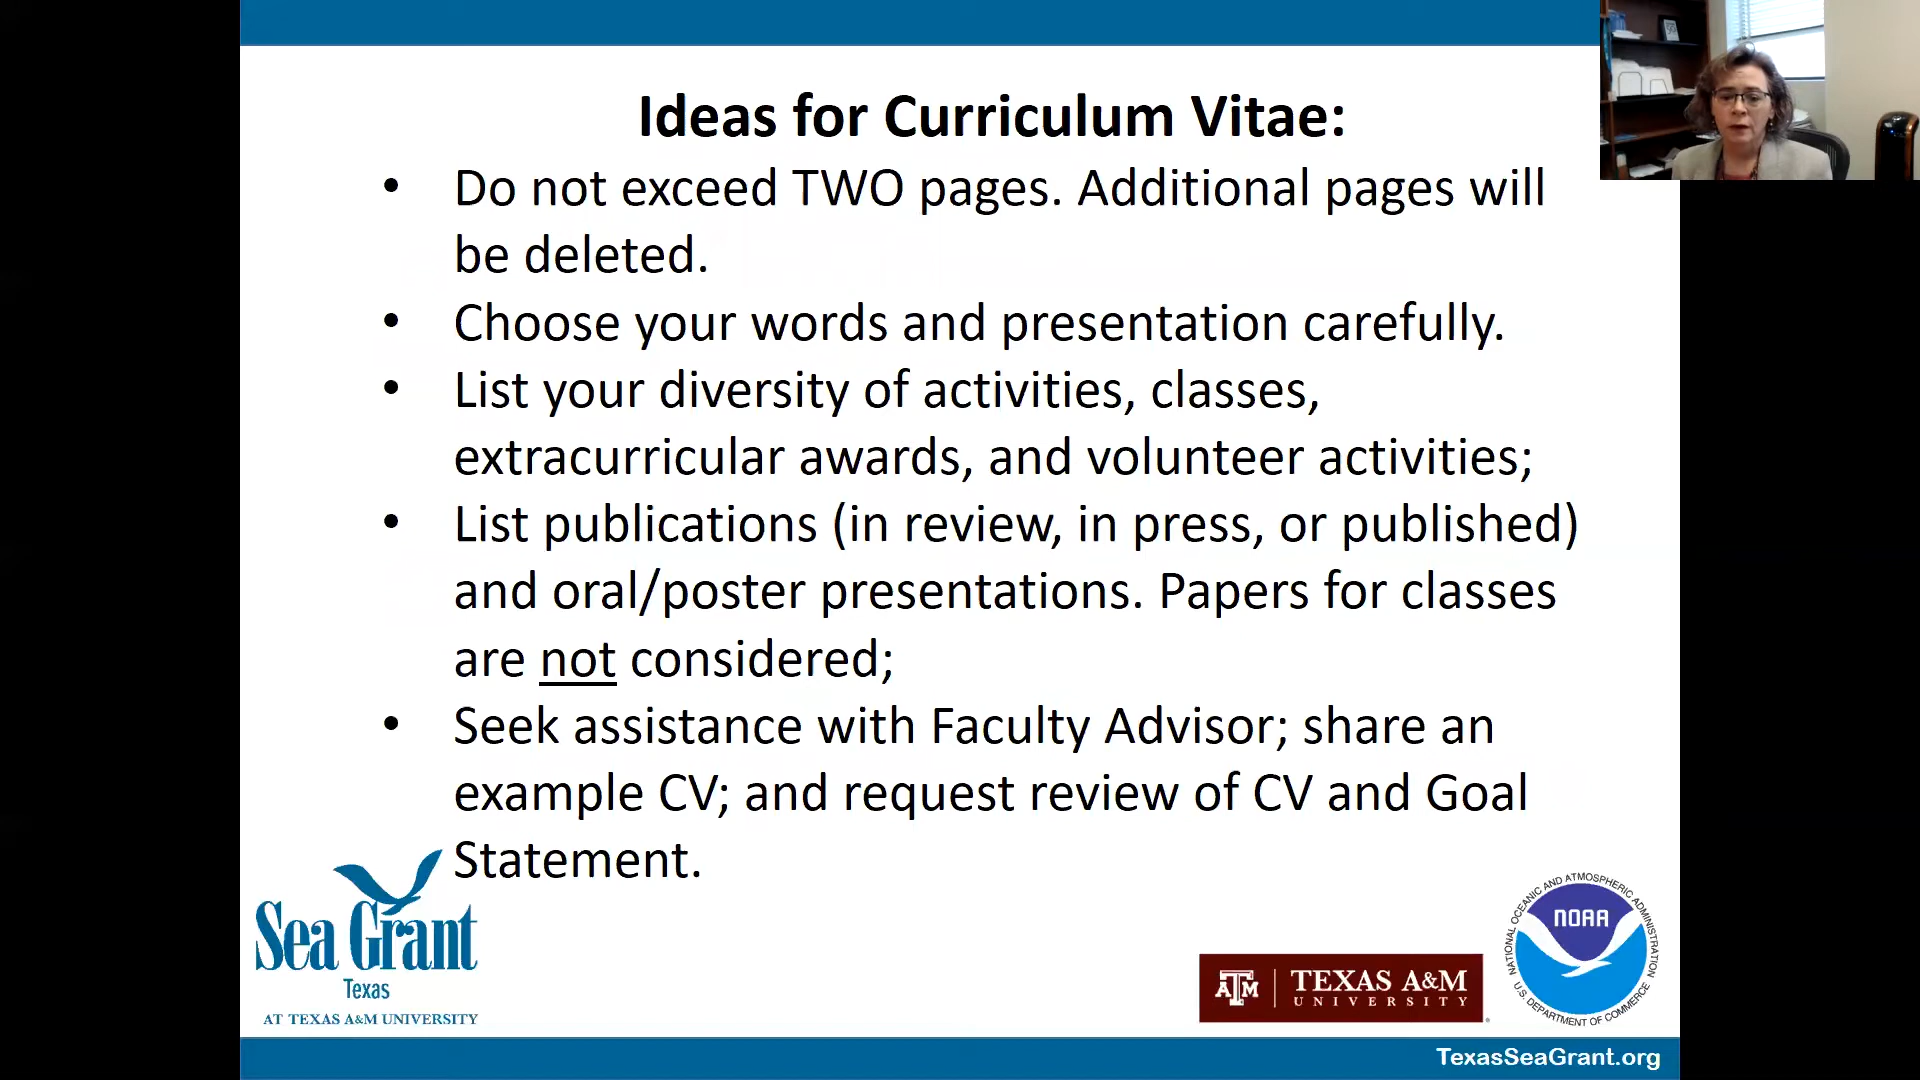 Ideas for Curriculum Vitae:
• Do not exceed TWO pages. Additional pages will
be deleted.
• Choose your words and presentation carefully.
• List your diversity of activities, classes,
extracurricular awards, and volunteer activities;
• List publications (in review, in press, or published)
and oral/poster presentations. Papers for classes
are not considered;
• Seek assistance with Faculty Advisor; share an
example CV; and request review of CV and Goal
Statement.
Sea Grant
Texas
AT TEXAS A&M UNIVERSITY
ATM
TEXAS A&M
UNIVERSITY
NATIONAL OCEANIC AND ATMOSPHERIC ADMINISTRATION
NOAA
U.S. DEPARTMENT OF COMMERCE
TexasSeaGrant.org